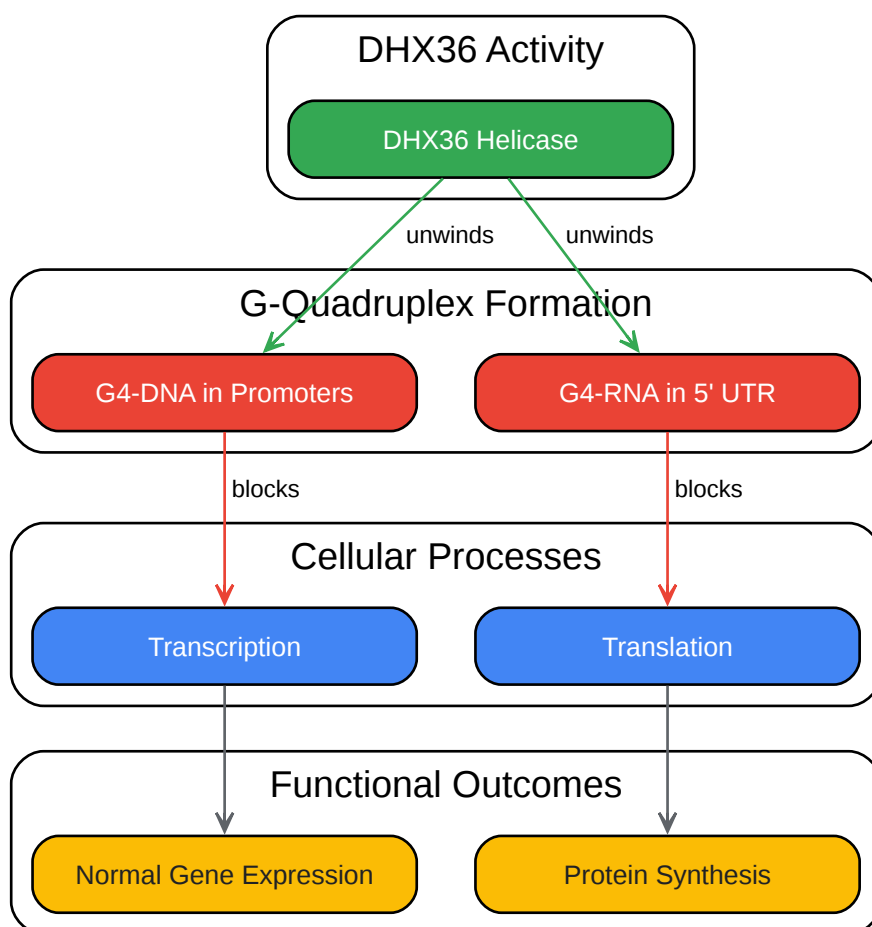 DHX36 Activity
DHX36 Helicase
unwinds
unwinds
G-Quadruplex Formation
G4-DNA in Promoters
G4-RNA in 5' UTR
blocks
blocks
Cellular Processes
Transcription
Translation
Functional Outcomes
Normal Gene Expression
Protein Synthesis